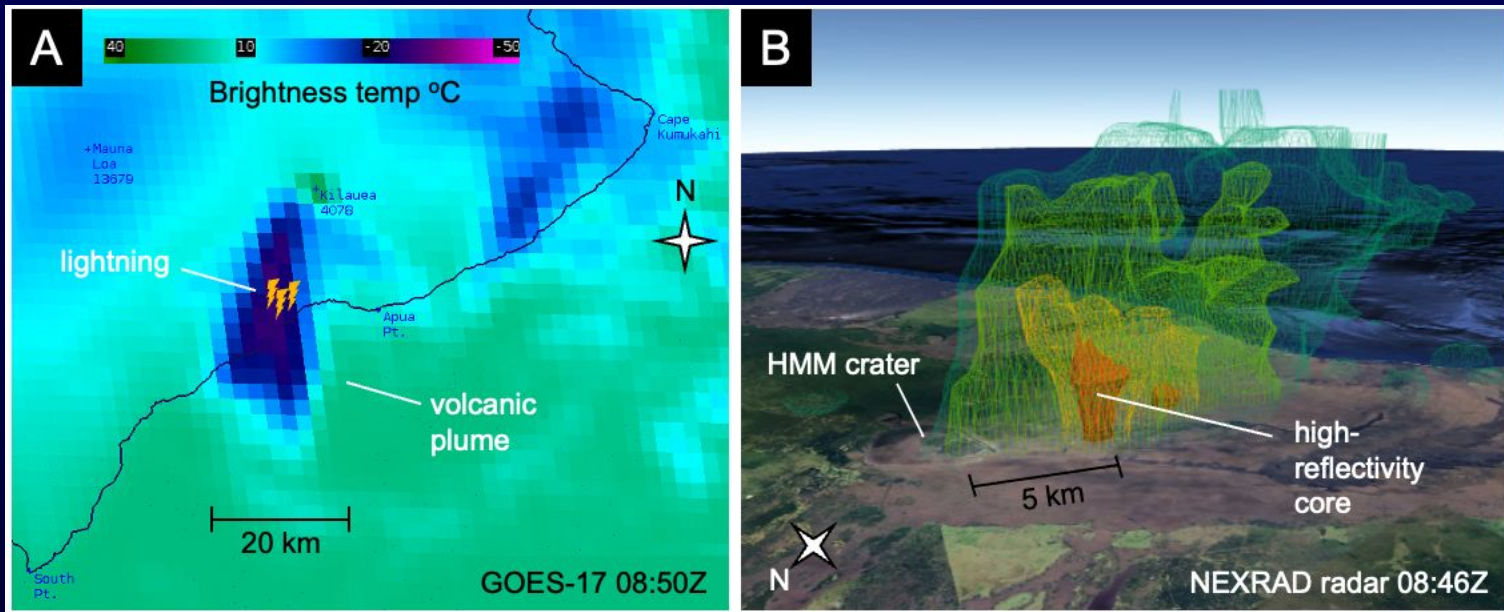 A
40 10 -20 -50
Brightness temp ºC
+Mauna
Loa
13679
Cape
Kumukahi
+Kilauea
4078
N
lightning
Apua
Pt.
volcanic
plume
20 km
South
Pt.
GOES-17 08:50Z
B
HMM crater
high-
reflectivity
core
5 km
N
NEXRAD radar 08:46Z